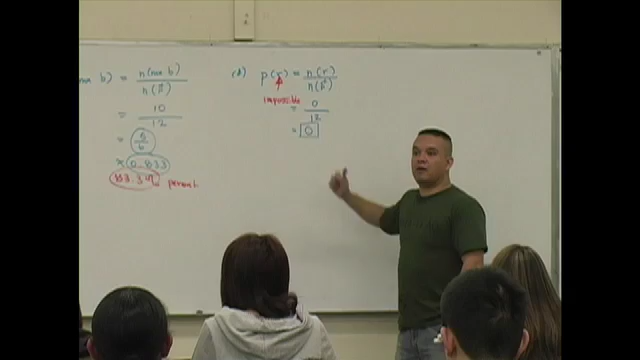 b) = n(not b) / n(S)
= 10 / 12
= 5 / 6
≈ 0.833
83.3% percent
(d) p(r) = n(r) / n(S)
impossible
= 0 / 12
= 0